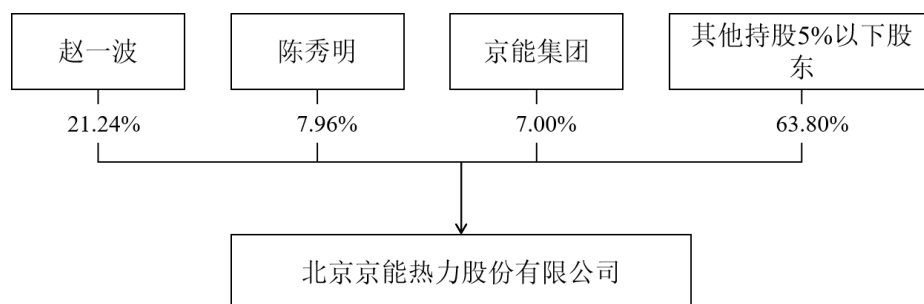 赵一波
陈秀明
京能集团
其他持股5%以下股
东
21.24%
7.96%
7.00%
63.80%
北京京能热力股份有限公司